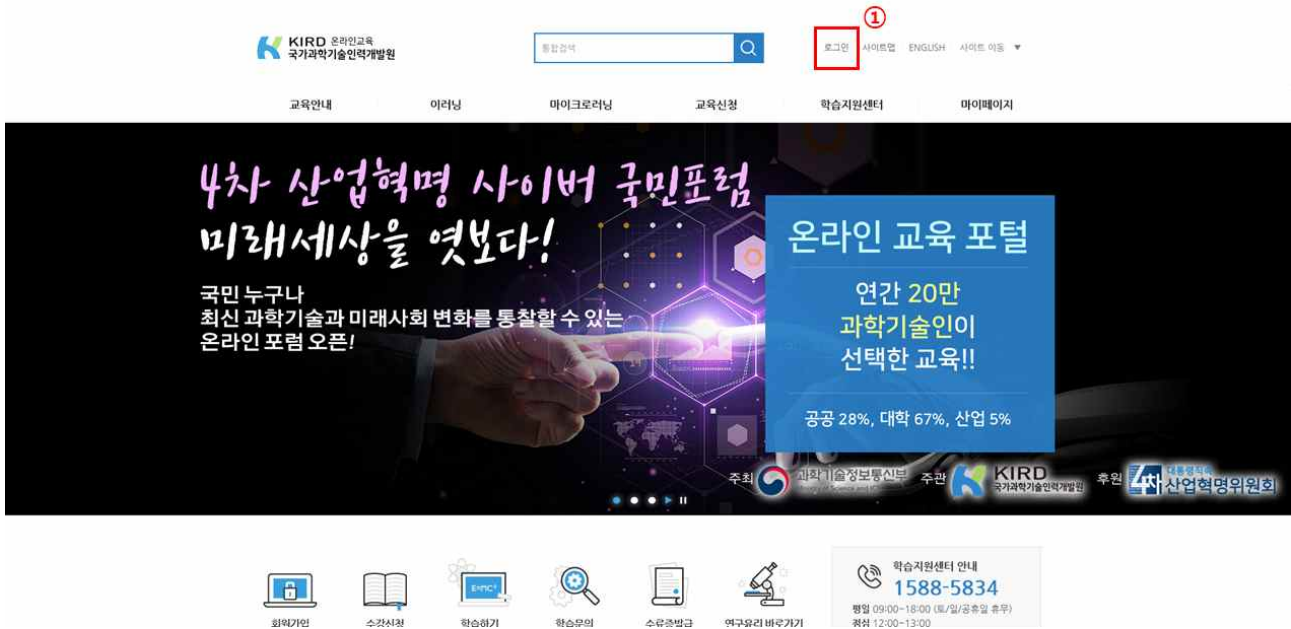 ①
KIRD 온라인교육
국가과학기술인력개발원
통합검색
로그인 사이트맵 ENGLISH 사이트 이동 ▼
교육안내 이러닝 마이크로러닝 교육신청 학습지원센터 마이페이지
4차 산업혁명 사이버 국민포럼
미래세상을 엿보다!
국민 누구나
최신 과학기술과 미래사회 변화를 통찰할 수 있는
온라인 포럼 오픈!
온라인 교육 포털
연간 20만
과학기술인이
선택한 교육!!
공공 28%, 대학 67%, 산업 5%
주최 과학기술정보통신부 주관 KIRD 국가과학기술인력개발원 후원 4차 대통령직속 산업혁명위원회
E=mc²
회원가입 수강신청 학습하기 학습문의 수료증발급 연구윤리 바로가기
학습지원센터 안내
1588-5834
평일 09:00~18:00 (토/일/공휴일 휴무)
점심 12:00~13:00